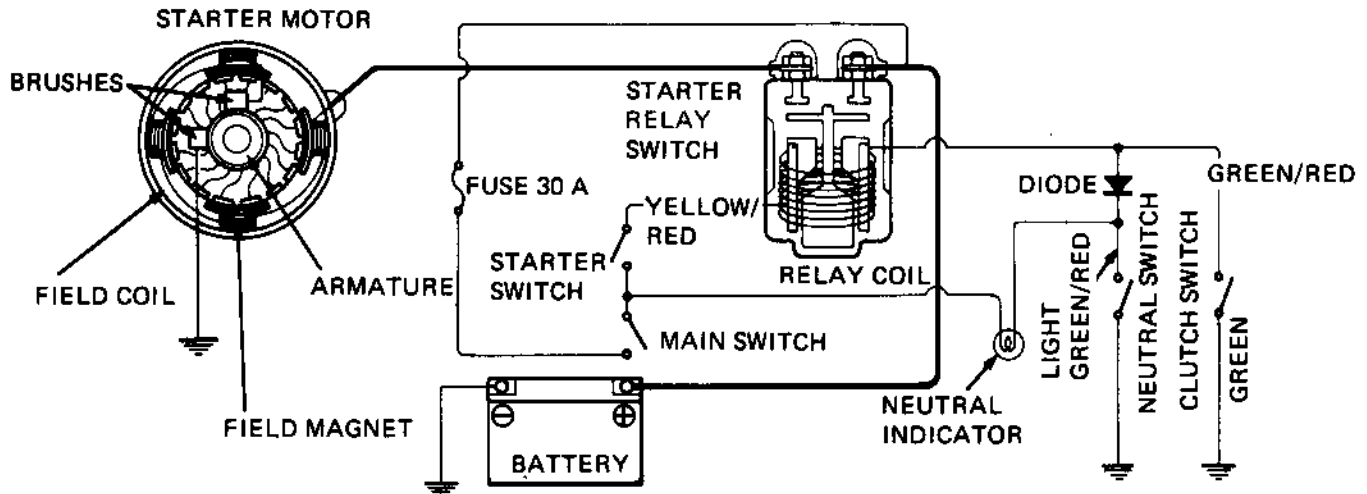 STARTER MOTOR
BRUSHES
STARTER
RELAY
SWITCH
FUSE 30 A
YELLOW/
RED
STARTER
SWITCH
MAIN SWITCH
RELAY COIL
DIODE
GREEN/RED
FIELD COIL
ARMATURE
FIELD MAGNET
⊖ ⊕
BATTERY
NEUTRAL
INDICATOR
LIGHT
GREEN/RED
NEUTRAL SWITCH
CLUTCH SWITCH
GREEN